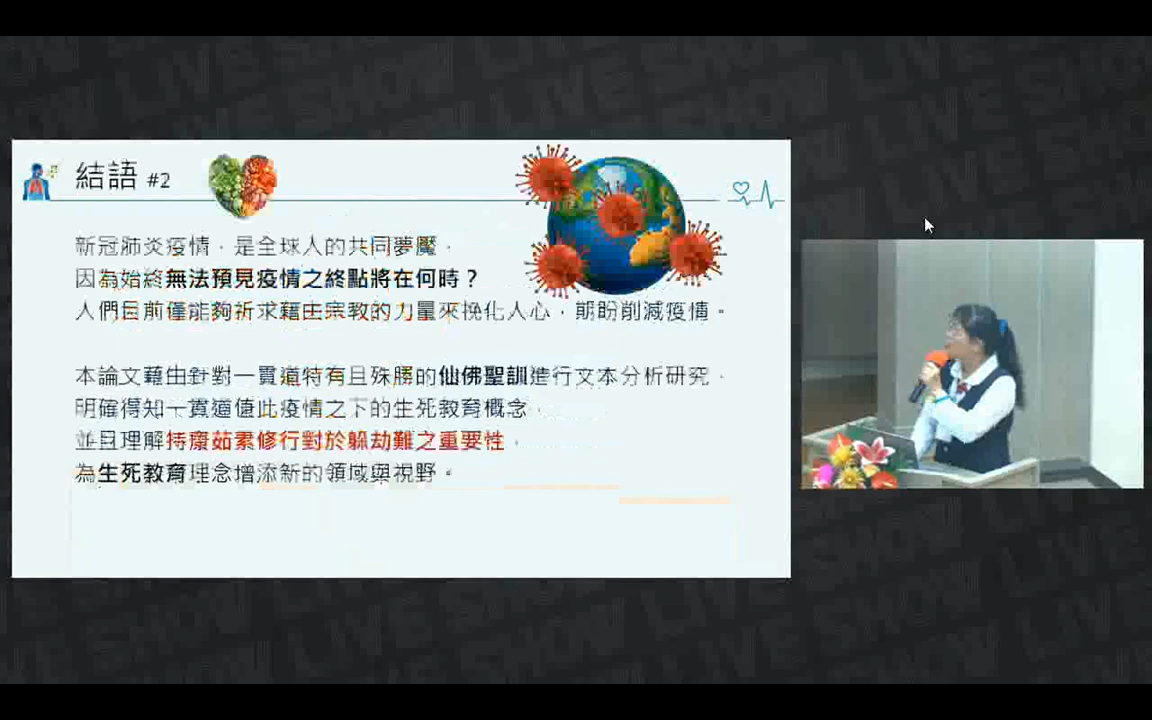 結語 #2
新冠肺炎疫情，是全球人的共同夢魘，
因為始終無法預見疫情之終點將在何時？
人們目前僅能夠祈求藉由宗教的力量來挽化人心，期盼削減疫情。
本論文藉由針對一貫道特有且殊勝的仙佛聖訓進行文本分析研究，
明確得知一貫道值此疫情之下的生死教育概念，
並且理解持齋茹素修行對於躲劫難之重要性，
為生死教育理念增添新的領域與視野。
LIVE SHOW